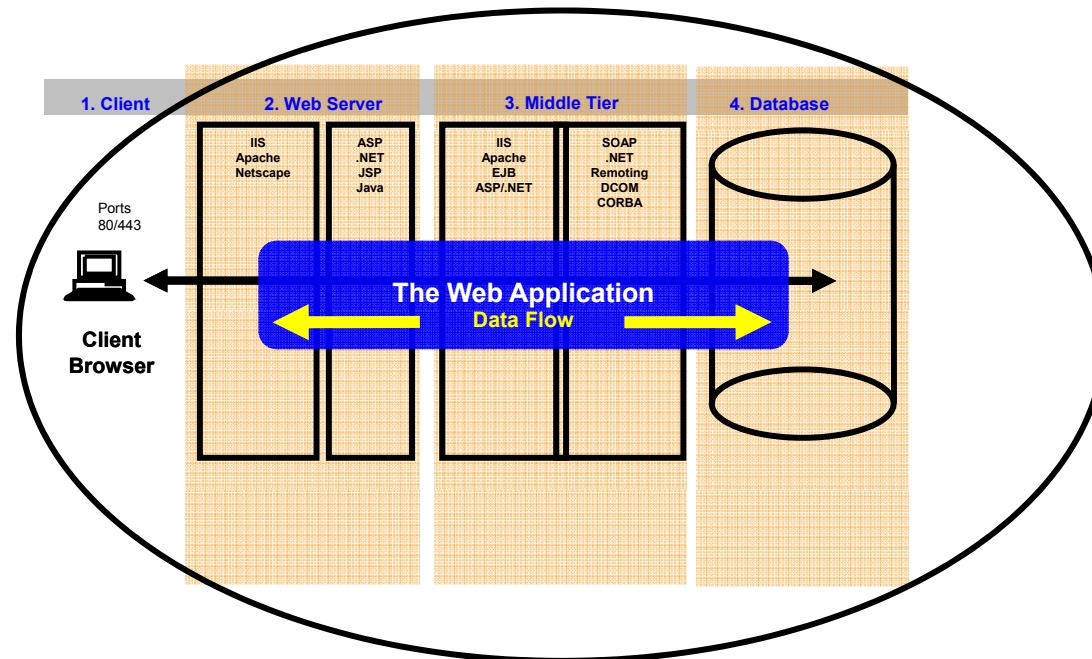 1. Client
2. Web Server
3. Middle Tier
4. Database
IIS
Apache
Netscape
ASP
.NET
JSP
Java
IIS
Apache
EJB
ASP/.NET
SOAP
.NET
Remoting
DCOM
CORBA
Ports
80/443
Client
Browser
The Web Application
Data Flow